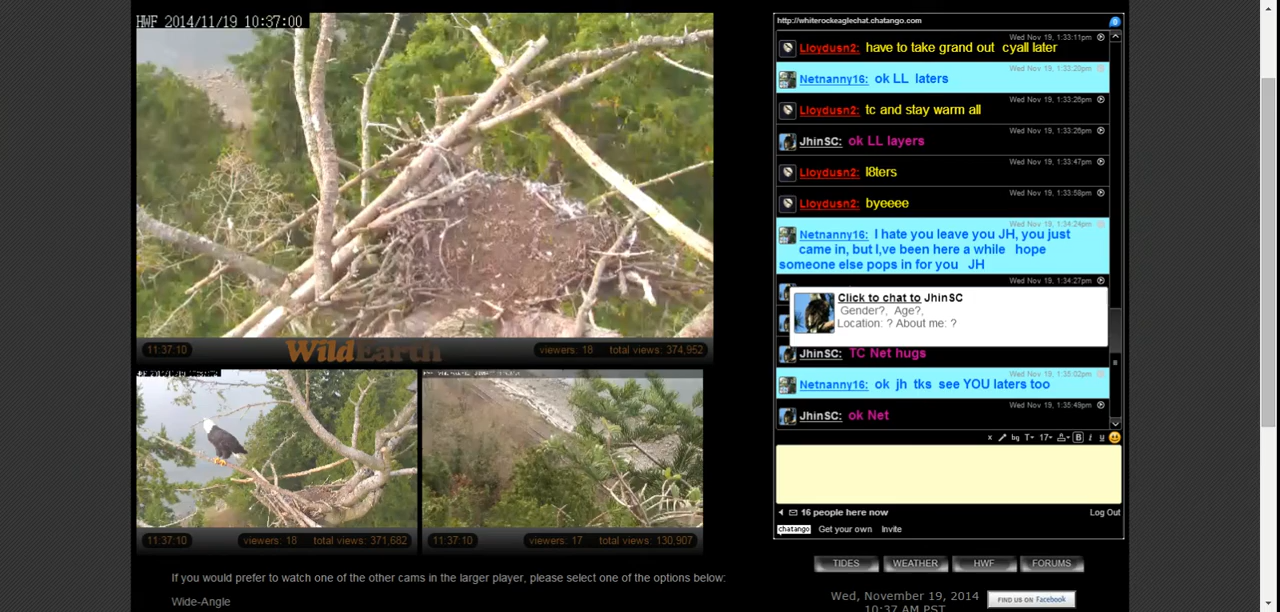 HWF 2014/11/19 10:37:00
11:37:10
WildEarth
viewers: 18 total views: 374,952
11:37:10
viewers: 18 total views: 371,682
11:37:10
viewers: 17 total views: 130,907
If you would prefer to watch one of the other cams in the larger player, please select one of the options below:
Wide-Angle
http://whiterockeaglechat.chatango.com
Wed Nov 19, 1:33:11pm
Lloydusn2: have to take grand out cyall later
Wed Nov 19, 1:33:20pm
Netnanny16: ok LL laters
Wed Nov 19, 1:33:26pm
Lloydusn2: tc and stay warm all
Wed Nov 19, 1:33:26pm
JhinSC: ok LL layers
Wed Nov 19, 1:33:47pm
Lloydusn2: l8ters
Wed Nov 19, 1:33:58pm
Lloydusn2: byeeee
Wed Nov 19, 1:34:24pm
Netnanny16: I hate you leave you JH, you just
came in, but I,ve been here a while hope
someone else pops in for you JH
Wed Nov 19, 1:34:27pm
Click to chat to JhinSC
Gender?, Age?,
Location: ? About me: ?
JhinSC: TC Net hugs
Wed Nov 19, 1:35:02pm
Netnanny16: ok jh tks see YOU laters too
Wed Nov 19, 1:35:49pm
JhinSC: ok Net
x bg T 17 B i u
16 people here now
Log Out
chatango Get your own Invite
TIDES WEATHER HWF FORUMS
Wed, November 19, 2014
10:37 AM PST
FIND US ON Facebook